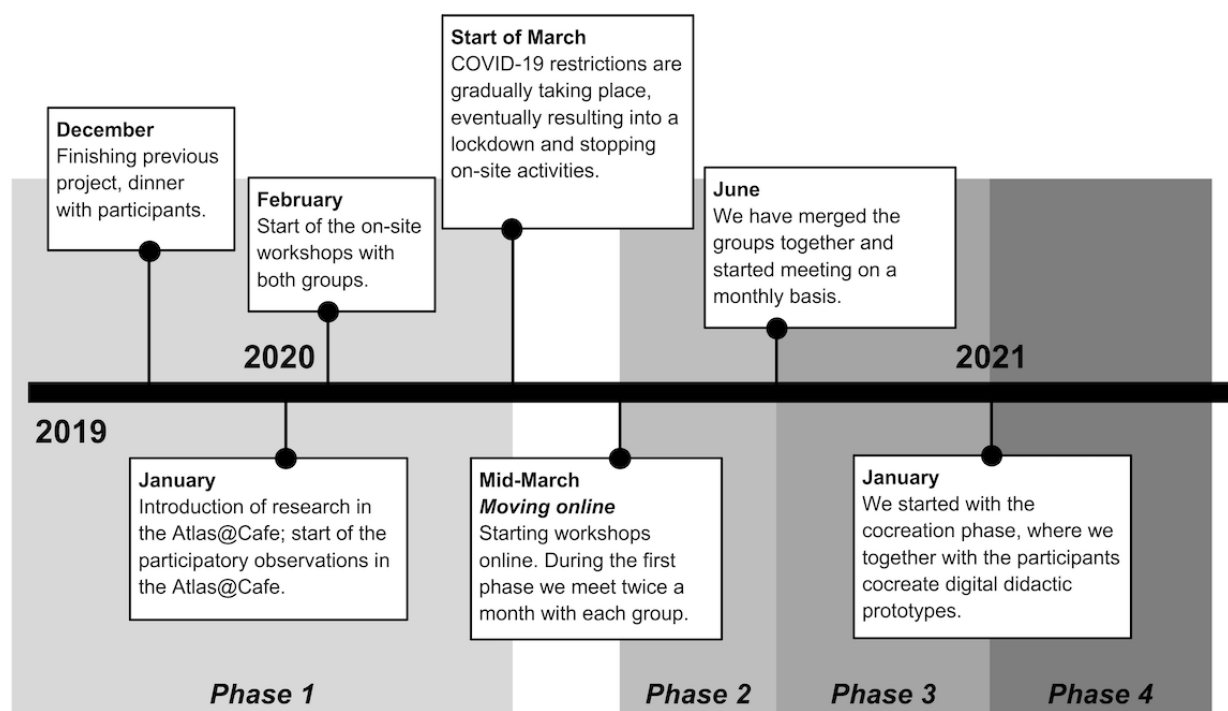 December
Finishing previous
project, dinner
with participants.
February
Start of the on-site
workshops with
both groups.
Start of March
COVID-19 restrictions are
gradually taking place,
eventually resulting into a
lockdown and stopping
on-site activities.
June
We have merged the
groups together and
started meeting on a
monthly basis.
2020
2021
2019
January
Introduction of research in
the Atlas@Cafe; start of the
participatory observations in
the Atlas@Cafe.
Mid-March
Moving online
Starting workshops
online. During the first
phase we meet twice a
month with each group.
January
We started with the
cocreation phase, where we
together with the participants
cocreate digital didactic
prototypes.
Phase 1
Phase 2
Phase 3
Phase 4